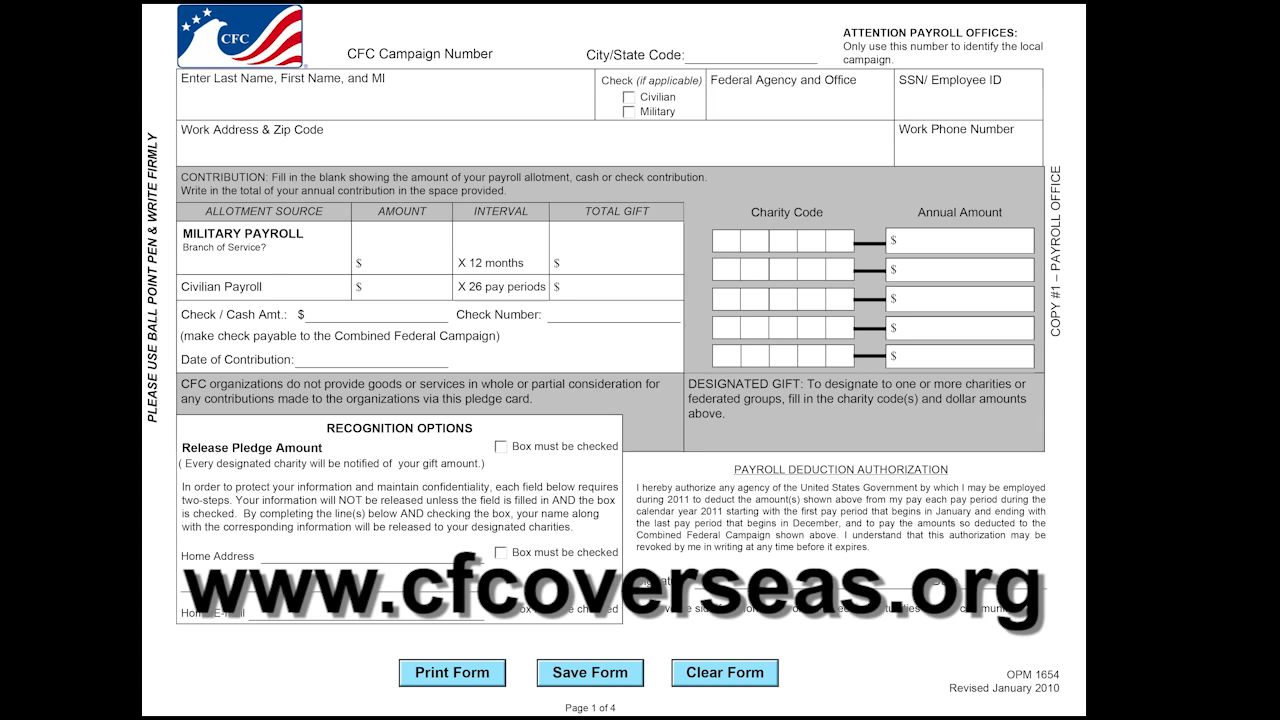 CFC
CFC Campaign Number
City/State Code:
ATTENTION PAYROLL OFFICES:
Only use this number to identify the local
campaign.
Enter Last Name, First Name, and MI
Check (if applicable)
Civilian
Military
Federal Agency and Office
SSN/ Employee ID
Work Address & Zip Code
Work Phone Number
PLEASE USE BALL POINT PEN & WRITE FIRMLY
COPY #1 – PAYROLL OFFICE
CONTRIBUTION: Fill in the blank showing the amount of your payroll allotment, cash or check contribution.
Write in the total of your annual contribution in the space provided.
ALLOTMENT SOURCE AMOUNT INTERVAL TOTAL GIFT
MILITARY PAYROLL
Branch of Service?
$ X 12 months $
Civilian Payroll $ X 26 pay periods $
Check / Cash Amt.: $ Check Number:
(make check payable to the Combined Federal Campaign)
Date of Contribution:
Charity Code Annual Amount
$
$
$
$
$
CFC organizations do not provide goods or services in whole or partial consideration for
any contributions made to the organizations via this pledge card.
DESIGNATED GIFT: To designate to one or more charities or
federated groups, fill in the charity code(s) and dollar amounts
above.
RECOGNITION OPTIONS
Release Pledge Amount Box must be checked
( Every designated charity will be notified of your gift amount.)
In order to protect your information and maintain confidentiality, each field below requires
two-steps. Your information will NOT be released unless the field is filled in AND the box
is checked. By completing the line(s) below AND checking the box, your name along
with the corresponding information will be released to your designated charities.
Home Address Box must be checked
PAYROLL DEDUCTION AUTHORIZATION
I hereby authorize any agency of the United States Government by which I may be employed
during 2011 to deduct the amount(s) shown above from my pay each pay period during the
calendar year 2011 starting with the first pay period that begins in January and ending with
the last pay period that begins in December, and to pay the amounts so deducted to the
Combined Federal Campaign shown above. I understand that this authorization may be
revoked by me in writing at any time before it expires.
www.cfcoverseas.org
Print Form
Save Form
Clear Form
OPM 1654
Revised January 2010
Page 1 of 4